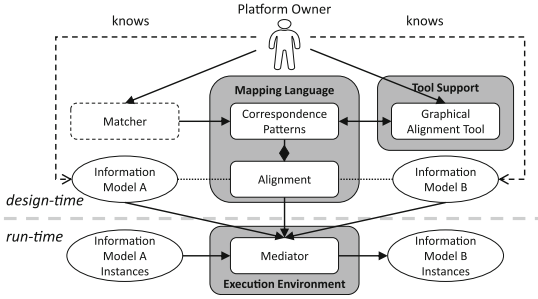 Platform Owner
knows
knows
Mapping Language
Tool Support
Matcher
Correspondence
Patterns
Graphical
Alignment Tool
Information
Model A
Alignment
Information
Model B
design-time
run-time
Information
Model A
Instances
Mediator
Information
Model B
Instances
Execution Environment